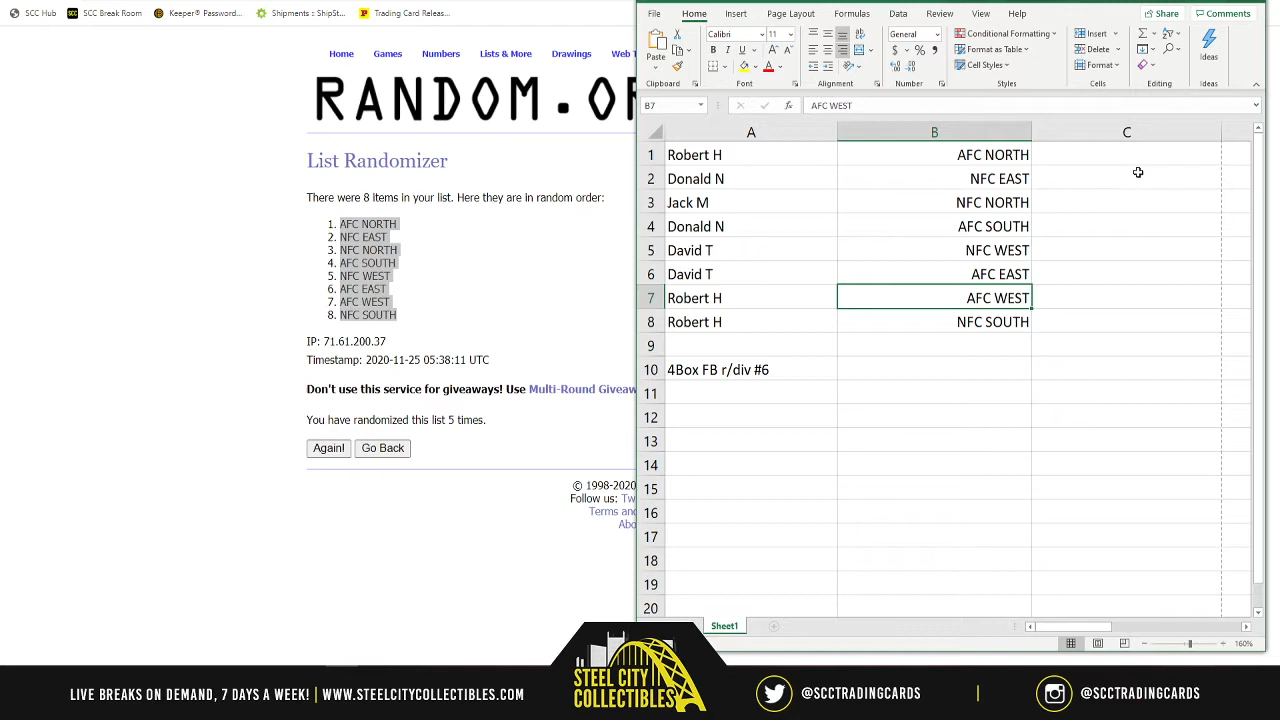 SCC Hub
SCC Break Room
Keeper® Password...
Shipments :: ShipSt...
Trading Card Releas...
Home
Games
Numbers
Lists & More
Drawings
Web T
RANDOM.OR
List Randomizer
There were 8 items in your list. Here they are in random order:
1. AFC NORTH
2. NFC EAST
3. NFC NORTH
4. AFC SOUTH
5. NFC WEST
6. AFC EAST
7. AFC WEST
8. NFC SOUTH
IP: 71.61.200.37
Timestamp: 2020-11-25 05:38:11 UTC
Don't use this service for giveaways! Use Multi-Round Giveaw
You have randomized this list 5 times.
Again!
Go Back
© 1998-2020
Follow us: Tw
Terms and
Abo
File Home Insert Page Layout Formulas Data Review View Help
Share
Comments
Paste
Calibri
11
B I U
General
$ % 9
Conditional Formatting
Format as Table
Cell Styles
Insert
Delete
Format
Ideas
Clipboard
Font
Alignment
Number
Styles
Cells
Editing
Ideas
B7
fx
AFC WEST
A B C
1 Robert H AFC NORTH
2 Donald N NFC EAST
3 Jack M NFC NORTH
4 Donald N AFC SOUTH
5 David T NFC WEST
6 David T AFC EAST
7 Robert H AFC WEST
8 Robert H NFC SOUTH
9
10 4Box FB r/div #6
11
12
13
14
15
16
17
18
19
20
Sheet1
160%
LIVE BREAKS ON DEMAND, 7 DAYS A WEEK! | WWW.STEELCITYCOLLECTIBLES.COM
STEEL CITY
COLLECTIBLES
@SCCTRADINGCARDS
@SCCTRADINGCARDS